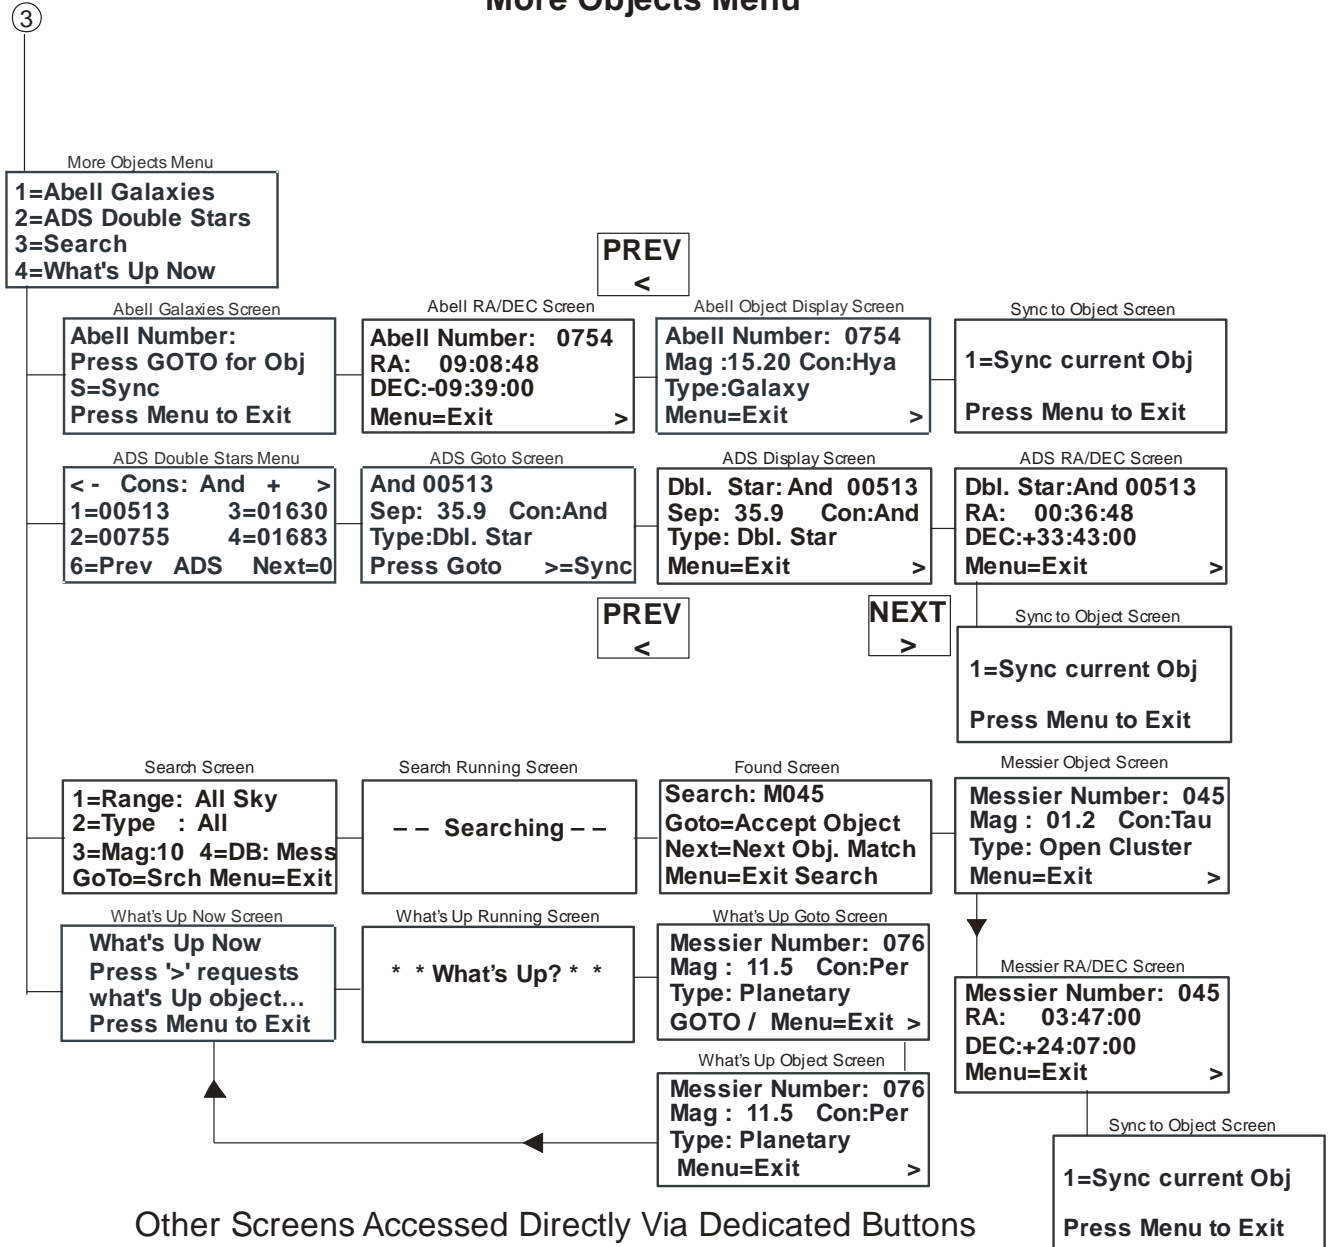 More Objects Menu
3
More Objects Menu
1=Abell Galaxies
2=ADS Double Stars
3=Search
4=What's Up Now
PREV
<
Abell Galaxies Screen
Abell Number:
Press GOTO for Obj
S=Sync
Press Menu to Exit
Abell RA/DEC Screen
Abell Number: 0754
RA: 09:08:48
DEC:-09:39:00
Menu=Exit >
Abell Object Display Screen
Abell Number: 0754
Mag :15.20 Con:Hya
Type:Galaxy
Menu=Exit >
Sync to Object Screen
1=Sync current Obj
Press Menu to Exit
ADS Double Stars Menu
< - Cons: And + >
1=00513 3=01630
2=00755 4=01683
6=Prev ADS Next=0
ADS Goto Screen
And 00513
Sep: 35.9 Con:And
Type:Dbl. Star
Press Goto >=Sync
ADS Display Screen
Dbl. Star: And 00513
Sep: 35.9 Con:And
Type: Dbl. Star
Menu=Exit >
ADS RA/DEC Screen
Dbl. Star:And 00513
RA: 00:36:48
DEC:+33:43:00
Menu=Exit >
PREV
<
NEXT
>
Sync to Object Screen
1=Sync current Obj
Press Menu to Exit
Search Screen
1=Range: All Sky
2=Type : All
3=Mag:10 4=DB: Mess
GoTo=Srch Menu=Exit
Search Running Screen
– – Searching – –
Found Screen
Search: M045
Goto=Accept Object
Next=Next Obj. Match
Menu=Exit Search
Messier Object Screen
Messier Number: 045
Mag : 01.2 Con:Tau
Type: Open Cluster
Menu=Exit >
What's Up Now Screen
What's Up Now
Press '>' requests
what's Up object...
Press Menu to Exit
What's Up Running Screen
* * What's Up? * *
What's Up Goto Screen
Messier Number: 076
Mag : 11.5 Con:Per
Type: Planetary
GOTO / Menu=Exit >
Messier RA/DEC Screen
Messier Number: 045
RA: 03:47:00
DEC:+24:07:00
Menu=Exit >
What's Up Object Screen
Messier Number: 076
Mag : 11.5 Con:Per
Type: Planetary
Menu=Exit >
Sync to Object Screen
1=Sync current Obj
Press Menu to Exit
Other Screens Accessed Directly Via Dedicated Buttons